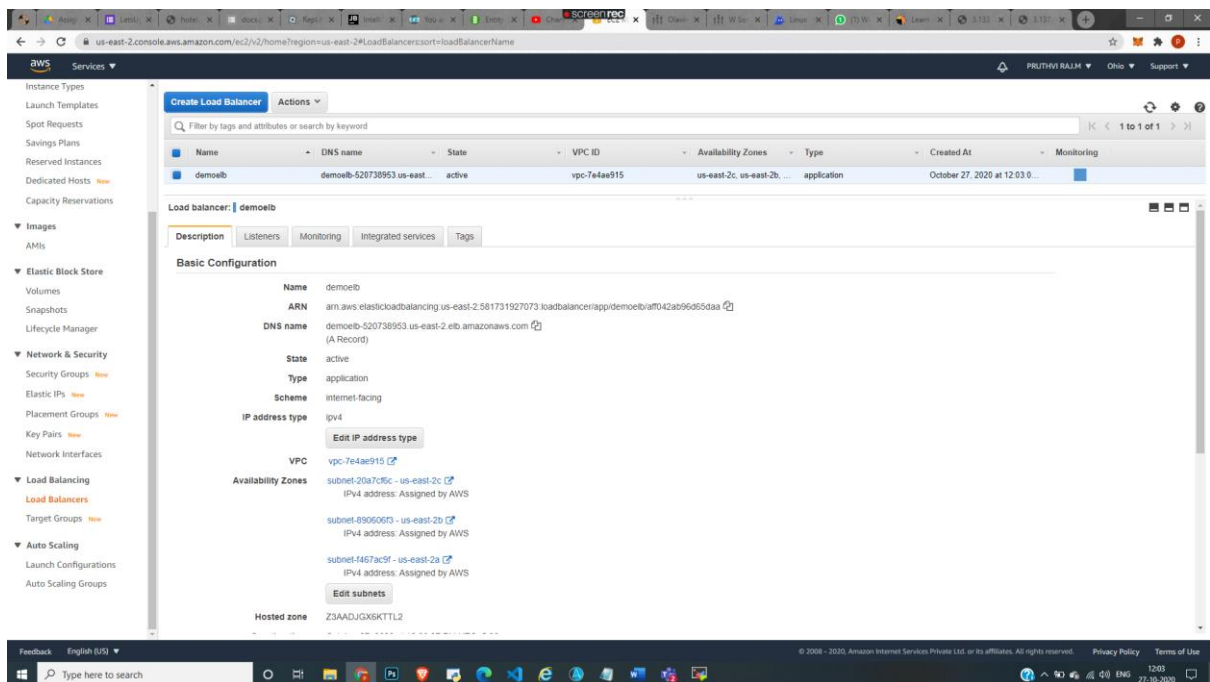 screenrec
us-east-2.console.aws.amazon.com/ec2/v2/home?region=us-east-2#LoadBalancers:sort=loadBalancerName
aws Services PRUTHVI RAJ.M Ohio Support
Instance Types
Launch Templates
Spot Requests
Savings Plans
Reserved Instances
Dedicated Hosts New
Capacity Reservations
Images
AMIs
Elastic Block Store
Volumes
Snapshots
Lifecycle Manager
Network & Security
Security Groups New
Elastic IPs New
Placement Groups New
Key Pairs New
Network Interfaces
Load Balancing
Load Balancers
Target Groups New
Auto Scaling
Launch Configurations
Auto Scaling Groups
Create Load Balancer Actions
Filter by tags and attributes or search by keyword 1 to 1 of 1
Name DNS name State VPC ID Availability Zones Type Created At Monitoring
demoelb demoelb-520738953.us-east... active vpc-7e4ae915 us-east-2c, us-east-2b, ... application October 27, 2020 at 12:03:0...
Load balancer: demoelb
Description Listeners Monitoring Integrated services Tags
Basic Configuration
Name demoelb
ARN arn:aws:elasticloadbalancing:us-east-2:581731927073:loadbalancer/app/demoelb/aff042ab96d65daa
DNS name demoelb-520738953.us-east-2.elb.amazonaws.com
(A Record)
State active
Type application
Scheme internet-facing
IP address type ipv4
Edit IP address type
VPC vpc-7e4ae915
Availability Zones subnet-20a7cf6c - us-east-2c
IPv4 address: Assigned by AWS
subnet-890606f3 - us-east-2b
IPv4 address: Assigned by AWS
subnet-f467ac9f - us-east-2a
IPv4 address: Assigned by AWS
Edit subnets
Hosted zone Z3AADJGX6KTTL2
Feedback English (US) © 2008 - 2020, Amazon Internet Services Private Ltd. or its affiliates. All rights reserved. Privacy Policy Terms of Use
Type here to search ENG 12:03
27-10-2020